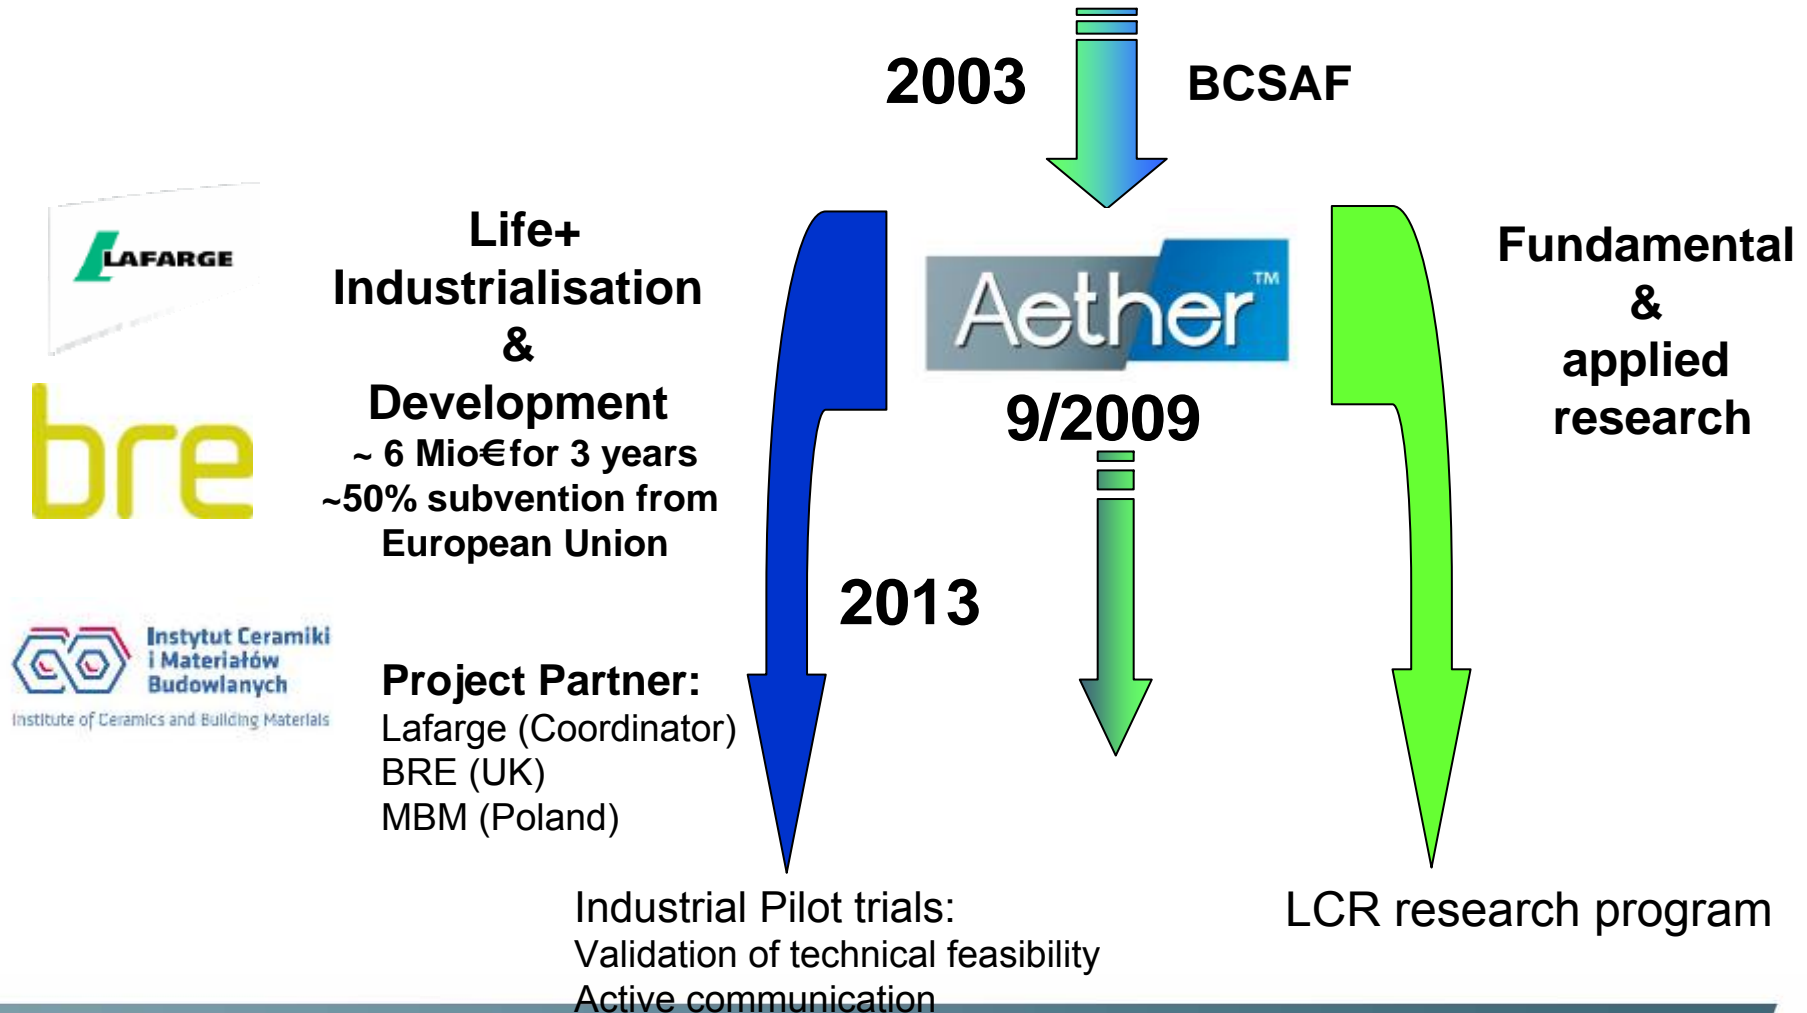 2003
BCSAF
LAFARGE
bre
Instytut Ceramiki
i Materiałów
Budowlanych
Institute of Ceramics and Building Materials
Life+
Industrialisation
&
Development
~ 6 Mio€for 3 years
~50% subvention from
European Union
Project Partner:
Lafarge (Coordinator)
BRE (UK)
MBM (Poland)
Aether™
9/2009
2013
Fundamental
&
applied
research
Industrial Pilot trials:
Validation of technical feasibility
Active communication
LCR research program